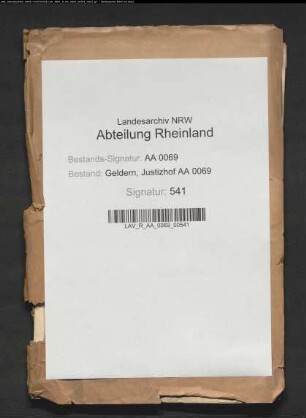 Landesarchiv NRW
Abteilung Rheinland
Bestands-Signatur: AA 0069
Bestand: Geldern, Justizhof AA 0069
Signatur: 541
LAV_R_AA_0069_00541